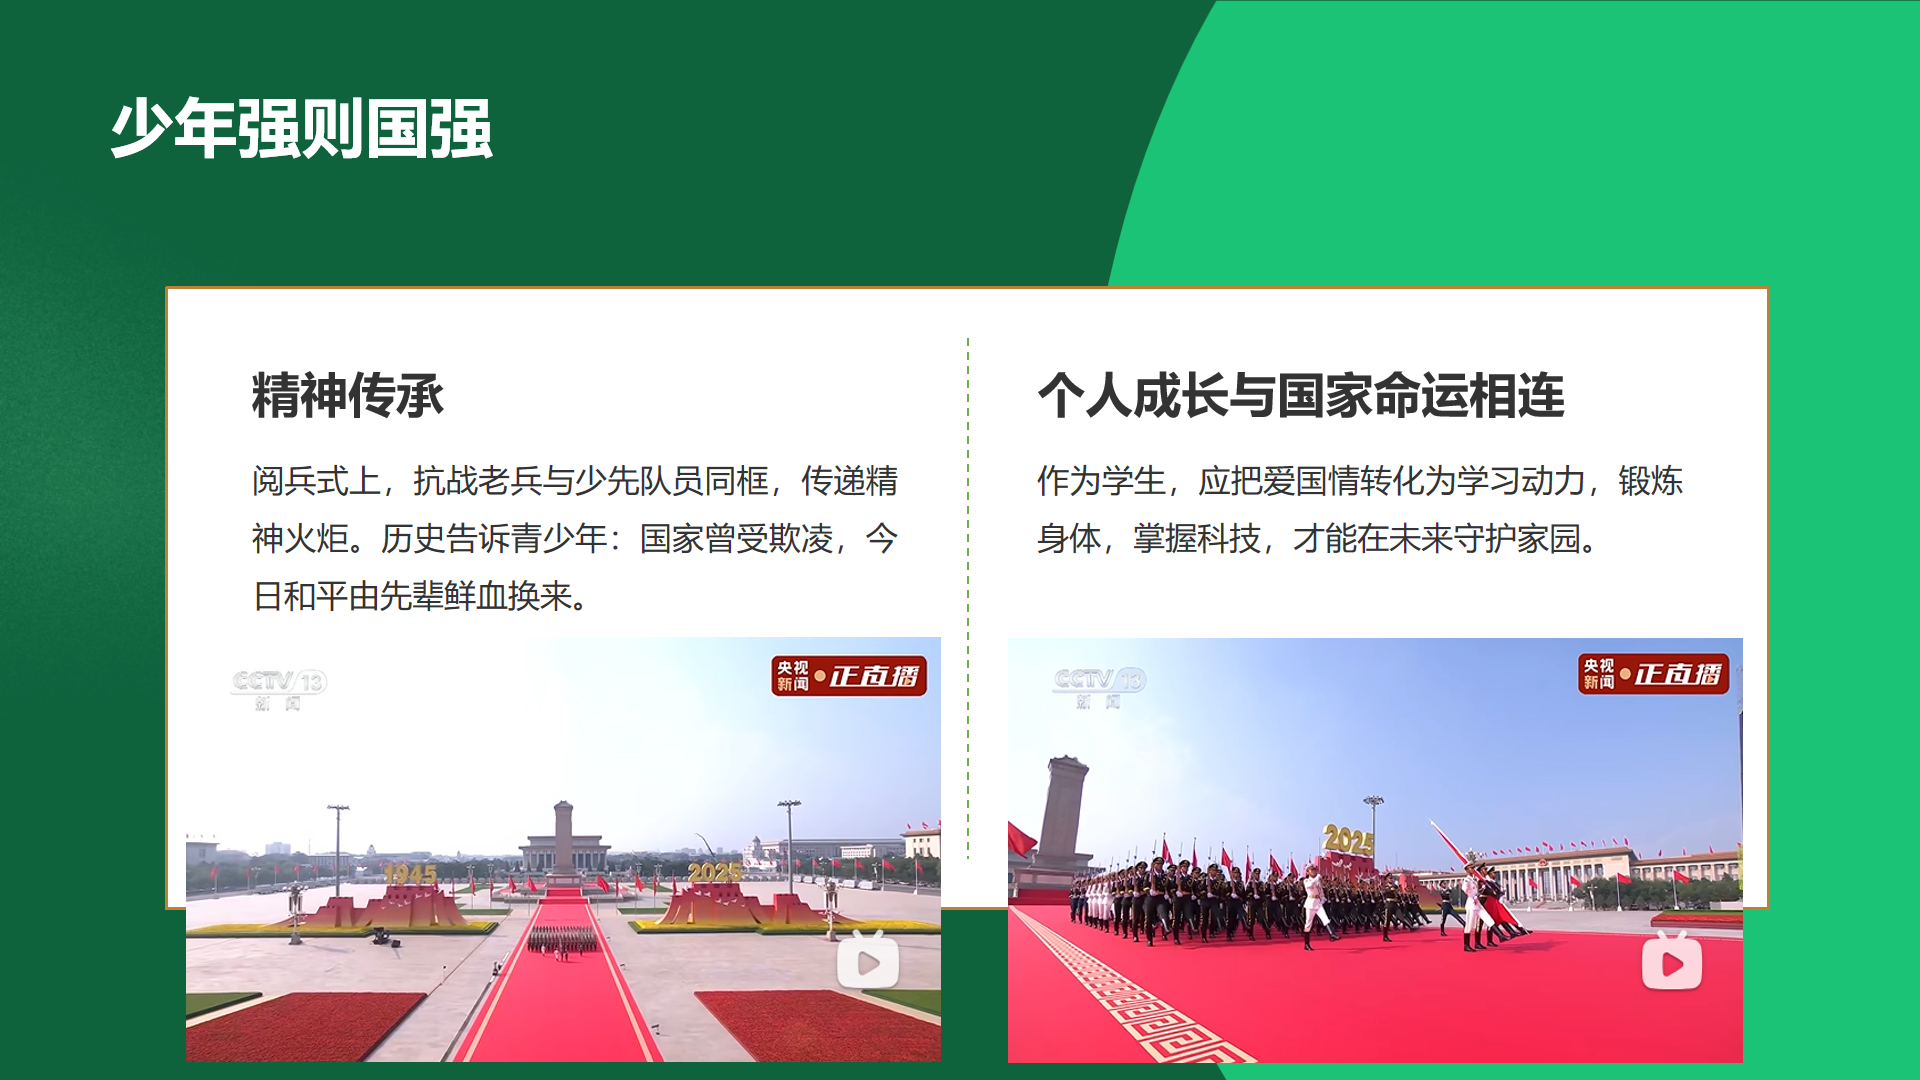 少年强则国强
精神传承
阅兵式上，抗战老兵与少先队员同框，传递精
神火炬。历史告诉青少年：国家曾受欺凌，今
日和平由先辈鲜血换来。
个人成长与国家命运相连
作为学生，应把爱国情转化为学习动力，锻炼
身体，掌握科技，才能在未来守护家园。
CCTV 13
新闻
央视
新闻
正直播
1945
2025
CCTV 13
新闻
央视
新闻
正直播
2025